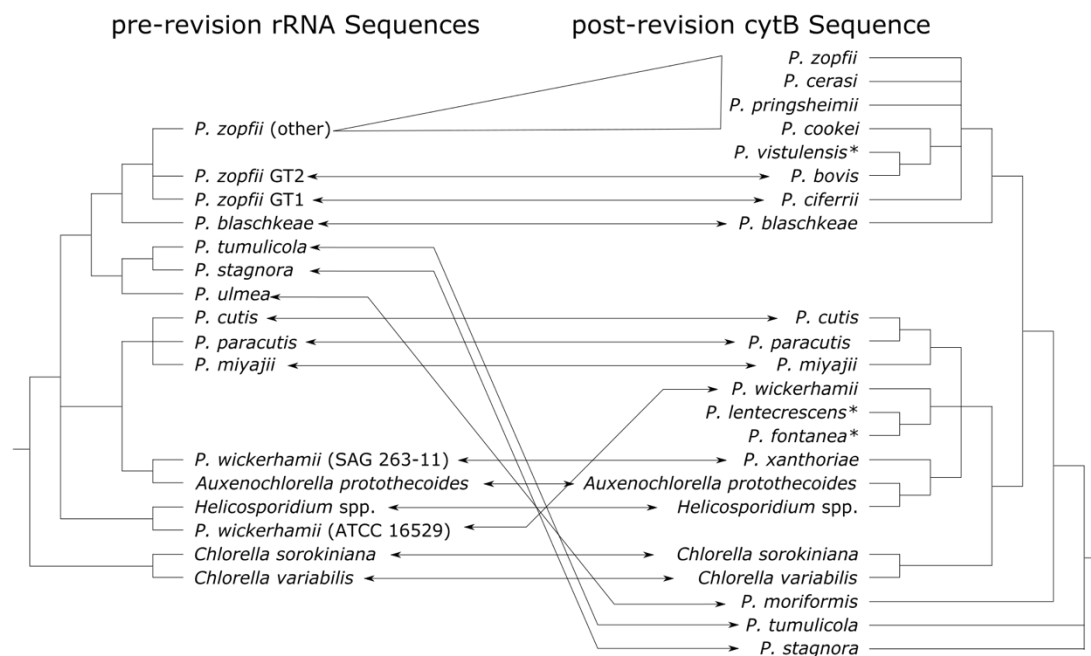 pre-revision rRNA Sequences
P. zopfii (other)
P. zopfii GT2
P. zopfii GT1
P. blaschkeae
P. tumulicola
P. stagnora
P. ulmea
P. cutis
P. paracutis
P. miyajii
P. wickerhamii (SAG 263-11)
Auxenochlorella protothecoides
Helicosporidium spp.
P. wickerhamii (ATCC 16529)
Chlorella sorokiniana
Chlorella variabilis
post-revision cytB Sequence
P. zopfii
P. cerasi
P. pringsheimii
P. cookei
P. vistulensis*
P. bovis
P. ciferrii
P. blaschkeae
P. cutis
P. paracutis
P. miyajii
P. wickerhamii
P. lentecrescens*
P. fontanea*
P. xanthoriae
Auxenochlorella protothecoides
Helicosporidium spp.
Chlorella sorokiniana
Chlorella variabilis
P. moriformis
P. tumulicola
P. stagnora